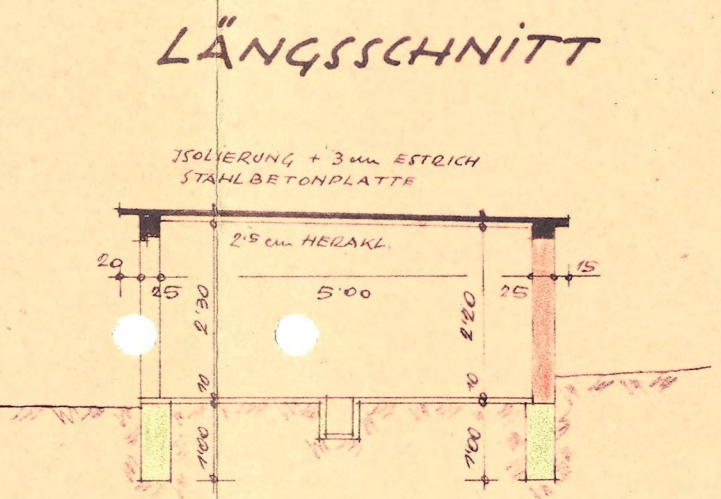 LÄNGSSCHNITT
ISOLIERUNG + 3 cm ESTRICH
STAHLBETONPLATTE
2·5 cm HERAKL.
20
25
5·00
25
15
2,30
2,20
10
10
1,00
1,00